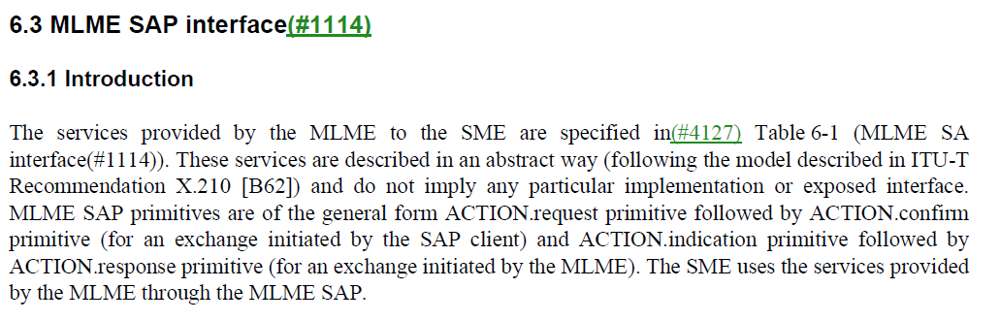 6.3 MLME SAP interface(#1114)
6.3.1 Introduction
The services provided by the MLME to the SME are specified in(#4127) Table 6-1 (MLME SA
interface(#1114)). These services are described in an abstract way (following the model described in ITU-T
Recommendation X.210 [B62]) and do not imply any particular implementation or exposed interface.
MLME SAP primitives are of the general form ACTION.request primitive followed by ACTION.confirm
primitive (for an exchange initiated by the SAP client) and ACTION.indication primitive followed by
ACTION.response primitive (for an exchange initiated by the MLME). The SME uses the services provided
by the MLME through the MLME SAP.